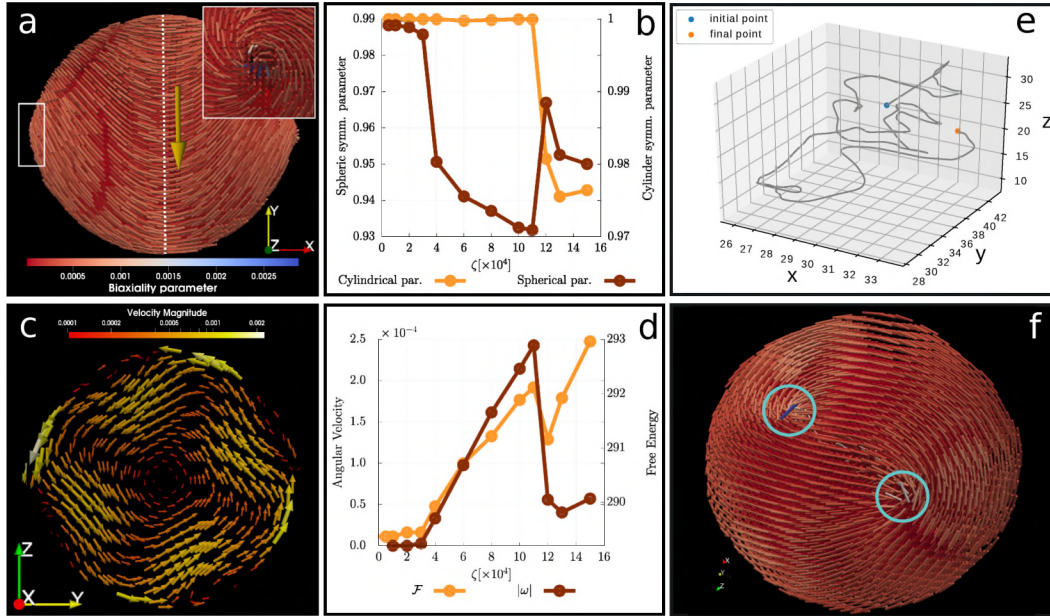 a
Y
Z
X
0.0005
0.001
0.0015
0.002
0.0025
Biaxiality parameter
b
0.99
0.98
0.97
0.96
0.95
0.94
0.93
Spheric symm. parameter
1
0.99
0.98
0.97
Cylinder symm. parameter
0 2 4 6 8 10 12 14 16
ζ[×10⁴]
Cylindrical par.
Spherical par.
e
initial point
final point
30
25
20
15
10
z
26 27 28 29 30 31 32 33
x
28 30 32 34 36 38 40 42
y
c
Velocity Magnitude
0.0001
0.0005
0.001
0.002
Z
X
Y
d
×10⁻⁴
2.5
2.0
1.5
1.0
0.5
0.0
Angular Velocity
293
292
291
290
Free Energy
0 2 4 6 8 10 12 14 16
ζ[×10⁴]
ℱ
|ω|
f
X
Y
Z